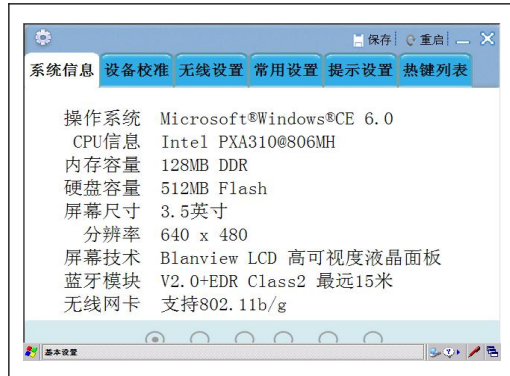 保存 重启
系统信息 设备校准 无线设置 常用设置 提示设置 热键列表
操作系统 Microsoft®Windows®CE 6.0
CPU信息 Intel PXA310@806MH
内存容量 128MB DDR
硬盘容量 512MB Flash
屏幕尺寸 3.5英寸
分辨率 640 x 480
屏幕技术 Blanview LCD 高可视度液晶面板
蓝牙模块 V2.0+EDR Class2 最远15米
无线网卡 支持802.11b/g
基本设置